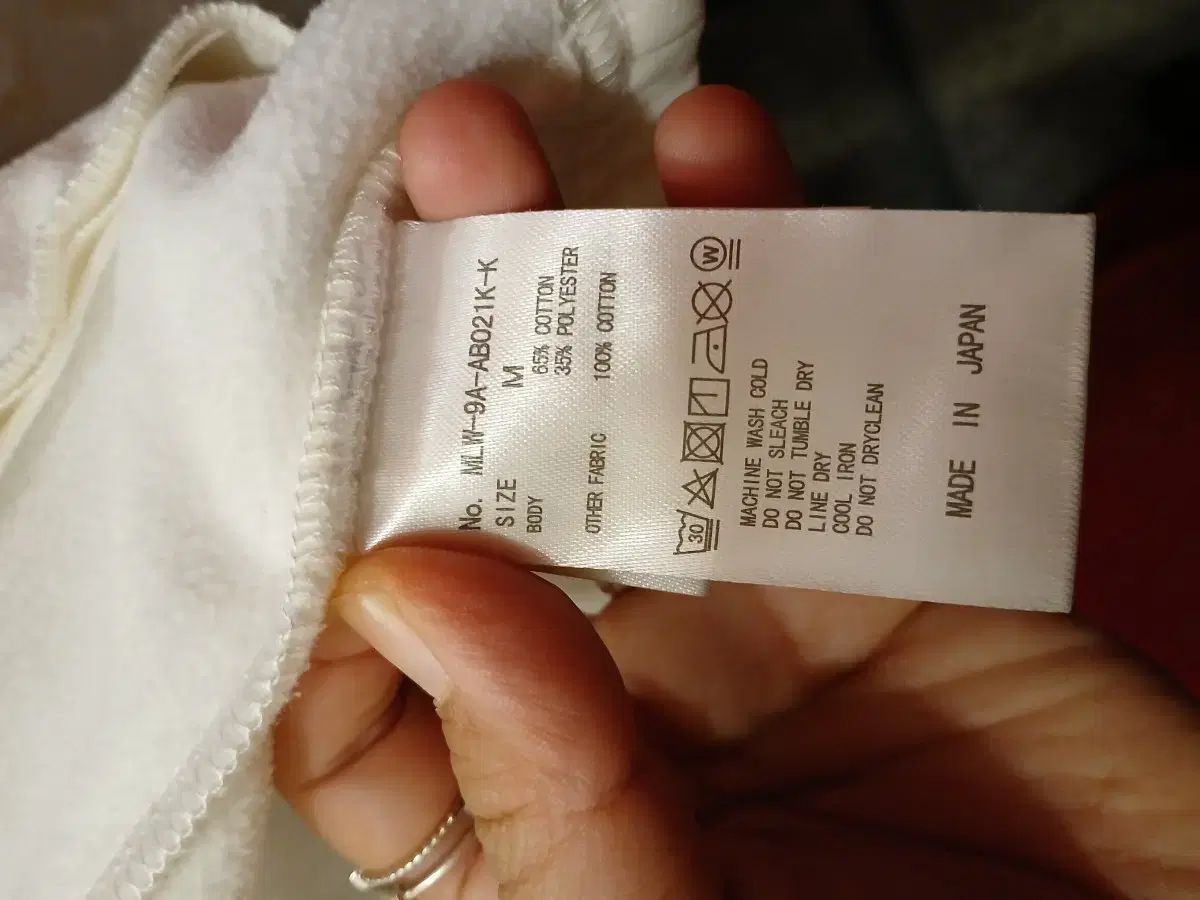 No. MLW-9A-AB021K-K
SIZE M
BODY 65% COTTON
35% POLYESTER
OTHER FABRIC 100% COTTON
30 W
MACHINE WASH COLD
DO NOT SLEACH
DO NOT TUMBLE DRY
LINE DRY
COOL IRON
DO NOT DRYCLEAN
MADE IN JAPAN